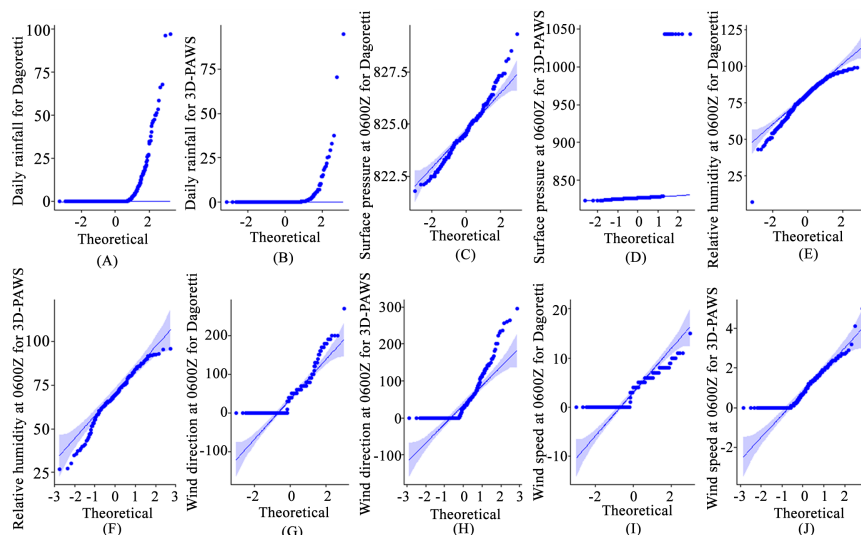 Daily rainfall for Dagoretti
100
75
50
25
0
-2
0
2
Theoretical
(A)
Daily rainfall for 3D-PAWS
75
50
25
0
-2
0
2
Theoretical
(B)
Surface pressure at 0600Z for Dagoretti
827.5
825.0
822.5
-2
0
2
Theoretical
(C)
Surface pressure at 0600Z for 3D-PAWS
1050
1000
950
900
850
-2
-1
0
1
2
Theoretical
(D)
Relative humidity at 0600Z for Dagoretti
125
100
75
50
25
-2
0
2
Theoretical
(E)
Relative humidity at 0600Z for 3D-PAWS
100
75
50
25
-3
-2
-1
0
1
2
3
Theoretical
(F)
Wind direction at 0600Z for Dagoretti
200
100
0
-100
-2
0
2
Theoretical
(G)
Wind direction at 0600Z for 3D-PAWS
300
200
100
0
-100
-3
-2
-1
0
1
2
3
Theoretical
(H)
Wind speed at 0600Z for Dagoretti
20
10
0
-10
-2
0
2
Theoretical
(I)
Wind speed at 0600Z for 3D-PAWS
4
2
0
-2
-3
-2
-1
0
1
2
3
Theoretical
(J)